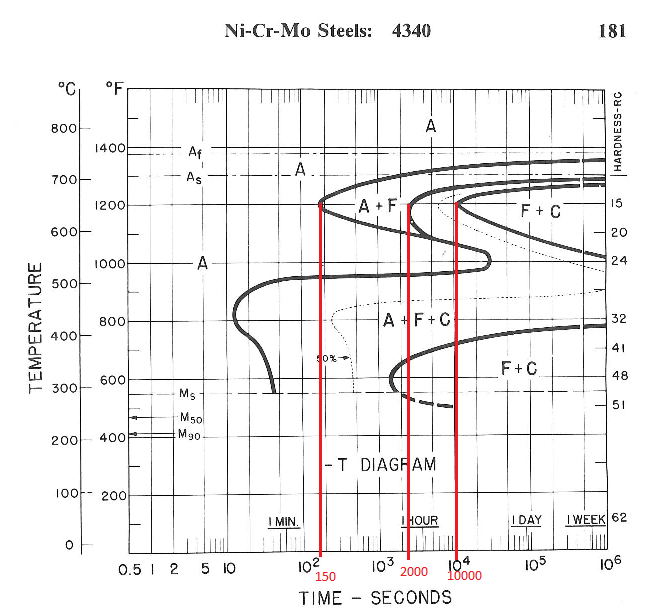 Ni-Cr-Mo Steels: 4340 181
°C °F
HARDNESS-RC
800 A
1400 Af
700 As A
1200 A + F F + C 15
600 20
1000 A 24
500
800 A + F + C 32
400 41
50%
600 F + C 48
300 Ms 51
M50
200 400 M90
-T DIAGRAM
100 200
1 MIN. 1 HOUR 1 DAY 1 WEEK 62
0
0.5 1 2 5 10 10² 10³ 10⁴ 10⁵ 10⁶
150 2000 10000
TEMPERATURE
TIME – SECONDS